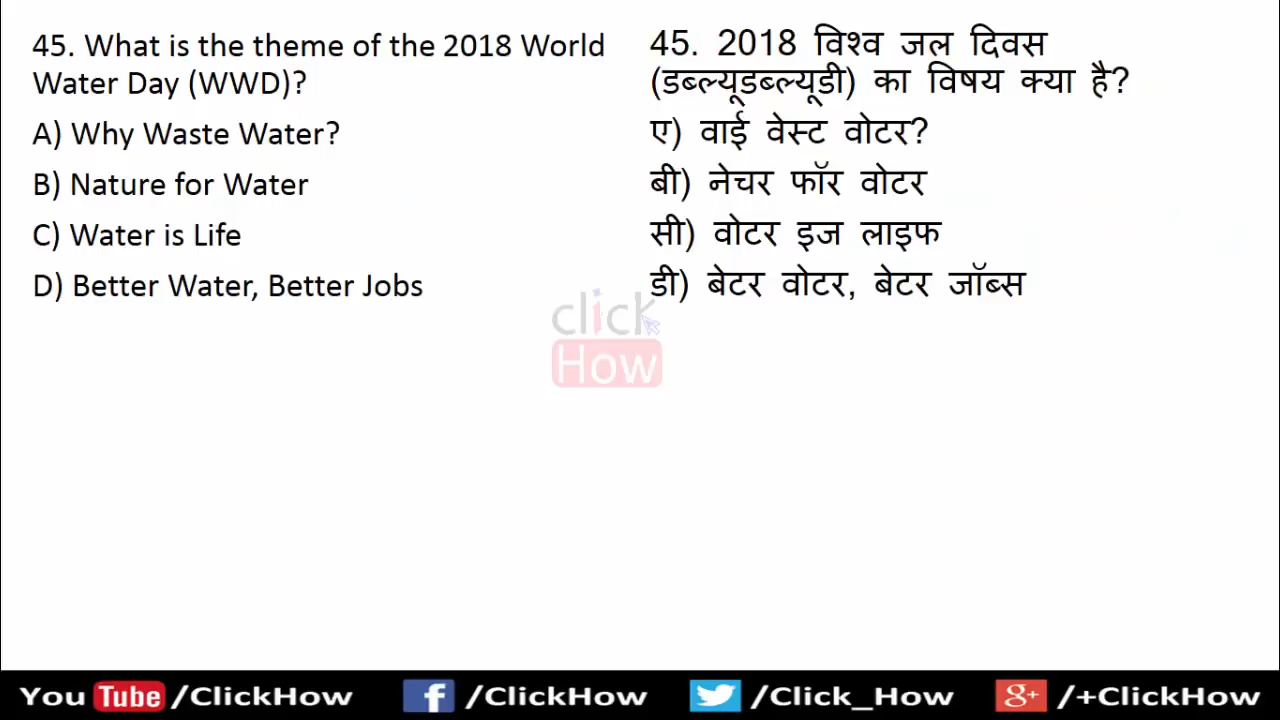 45. What is the theme of the 2018 World
Water Day (WWD)?
A) Why Waste Water?
B) Nature for Water
C) Water is Life
D) Better Water, Better Jobs
45. 2018 विश्व जल दिवस
(डब्ल्यूडब्ल्यूडी) का विषय क्या है?
ए) वाई वेस्ट वोटर?
बी) नेचर फॉर वोटर
सी) वोटर इज लाइफ
डी) बेटर वोटर, बेटर जॉब्स
click
How
You Tube /ClickHow f /ClickHow /Click_How g+ /+ClickHow